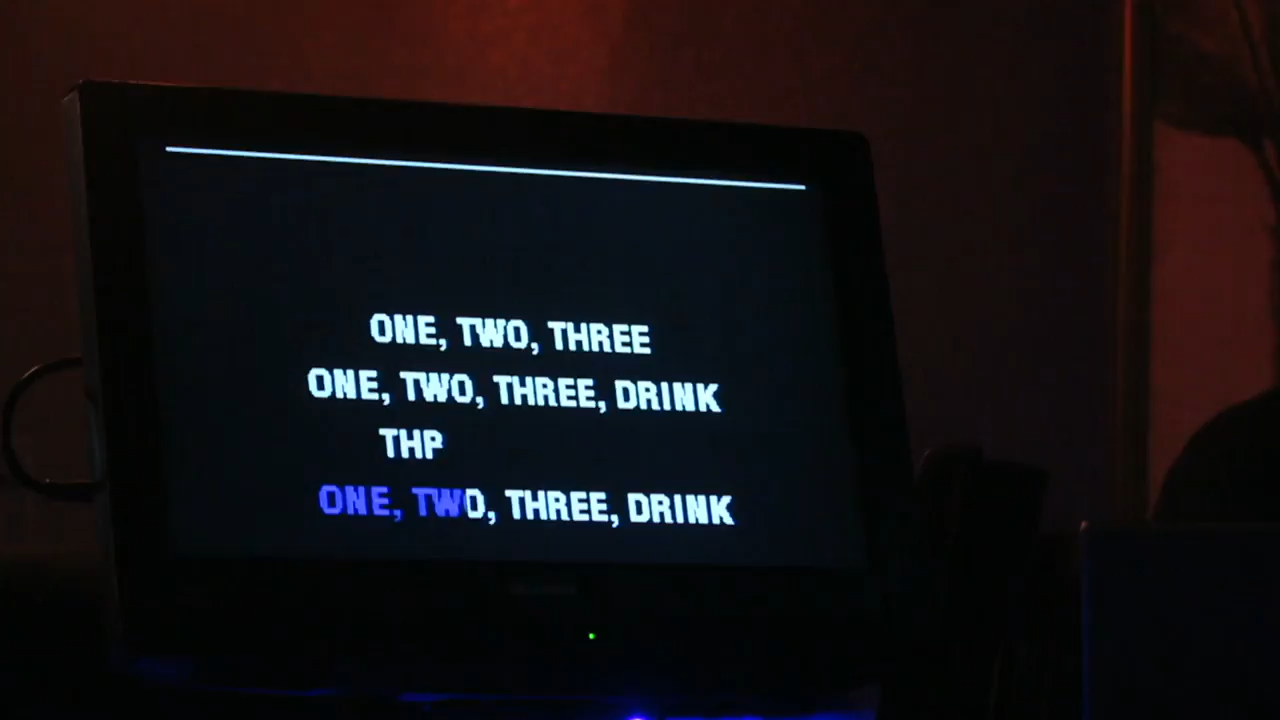 ONE, TWO, THREE
ONE, TWO, THREE, DRINK
THP
ONE, TWO, THREE, DRINK